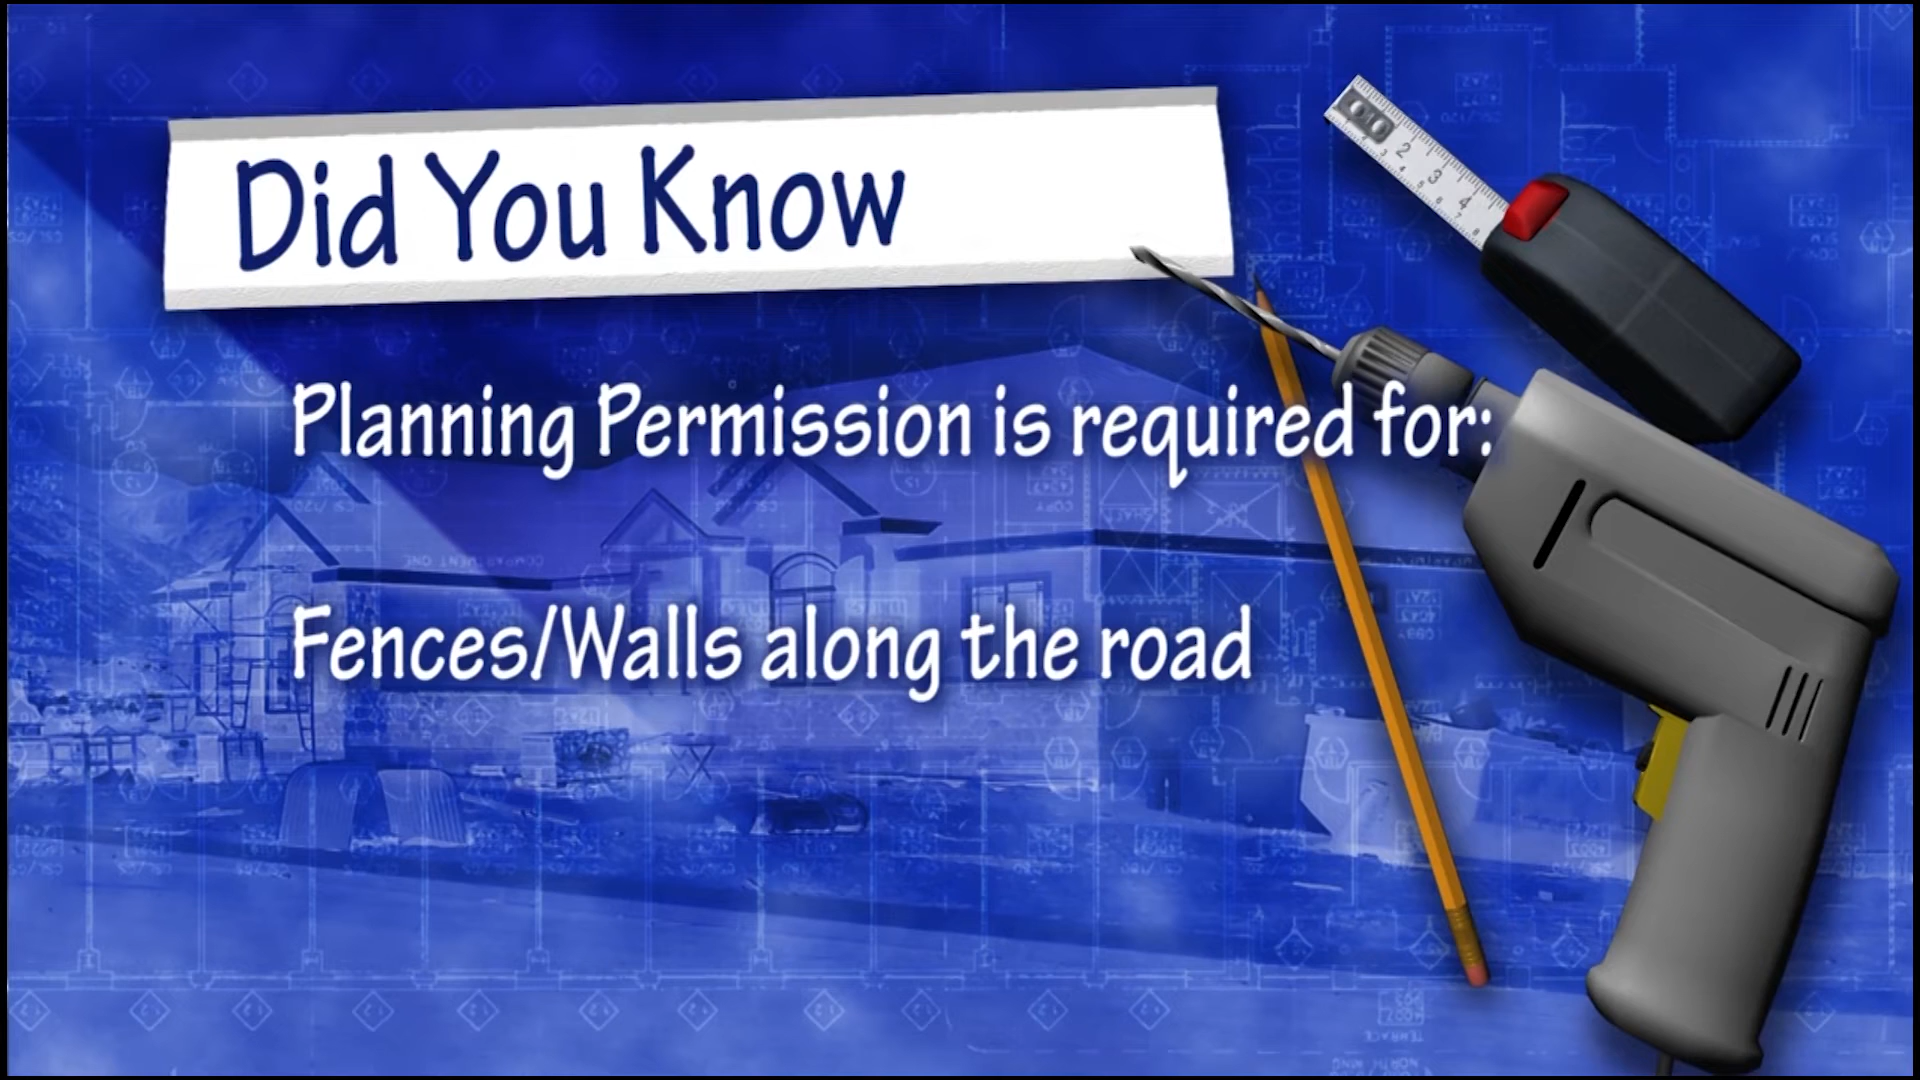 Did You Know
Planning Permission is required for:
Fences/Walls along the road